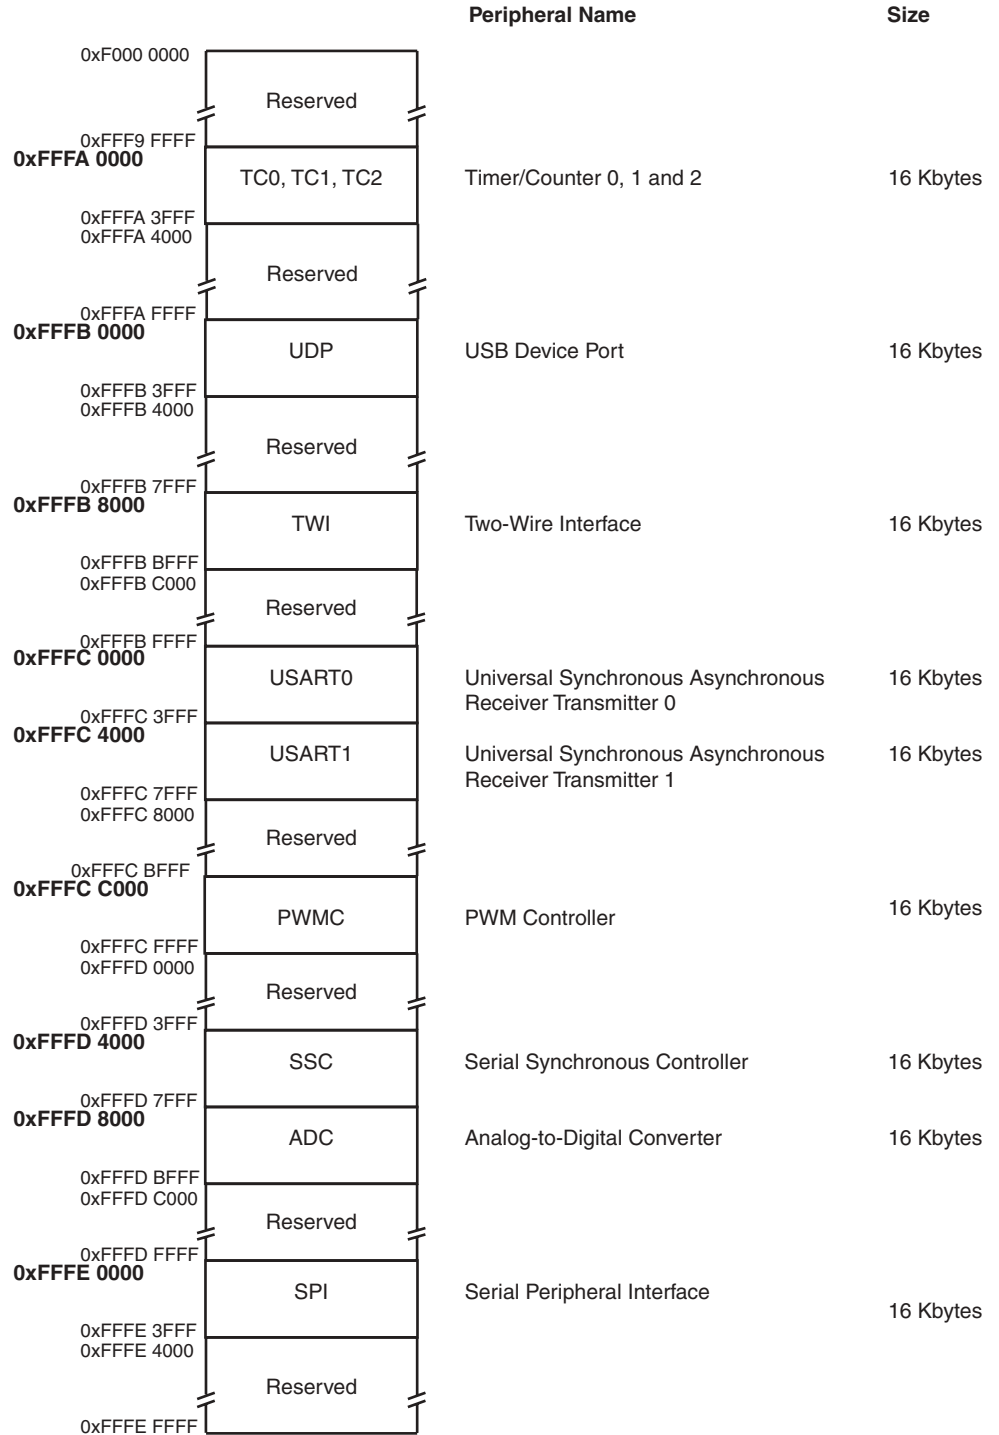 Peripheral Name Size
0xF000 0000
Reserved
0xFFF9 FFFF
0xFFFA 0000
TC0, TC1, TC2 Timer/Counter 0, 1 and 2 16 Kbytes
0xFFFA 3FFF
0xFFFA 4000
Reserved
0xFFFA FFFF
0xFFFB 0000
UDP USB Device Port 16 Kbytes
0xFFFB 3FFF
0xFFFB 4000
Reserved
0xFFFB 7FFF
0xFFFB 8000
TWI Two-Wire Interface 16 Kbytes
0xFFFB BFFF
0xFFFB C000
Reserved
0xFFFB FFFF
0xFFFC 0000
USART0 Universal Synchronous Asynchronous 16 Kbytes
Receiver Transmitter 0
0xFFFC 3FFF
0xFFFC 4000
USART1 Universal Synchronous Asynchronous 16 Kbytes
Receiver Transmitter 1
0xFFFC 7FFF
0xFFFC 8000
Reserved
0xFFFC BFFF
0xFFFC C000
PWMC PWM Controller 16 Kbytes
0xFFFC FFFF
0xFFFD 0000
Reserved
0xFFFD 3FFF
0xFFFD 4000
SSC Serial Synchronous Controller 16 Kbytes
0xFFFD 7FFF
0xFFFD 8000
ADC Analog-to-Digital Converter 16 Kbytes
0xFFFD BFFF
0xFFFD C000
Reserved
0xFFFD FFFF
0xFFFE 0000
SPI Serial Peripheral Interface
16 Kbytes
0xFFFE 3FFF
0xFFFE 4000
Reserved
0xFFFE FFFF